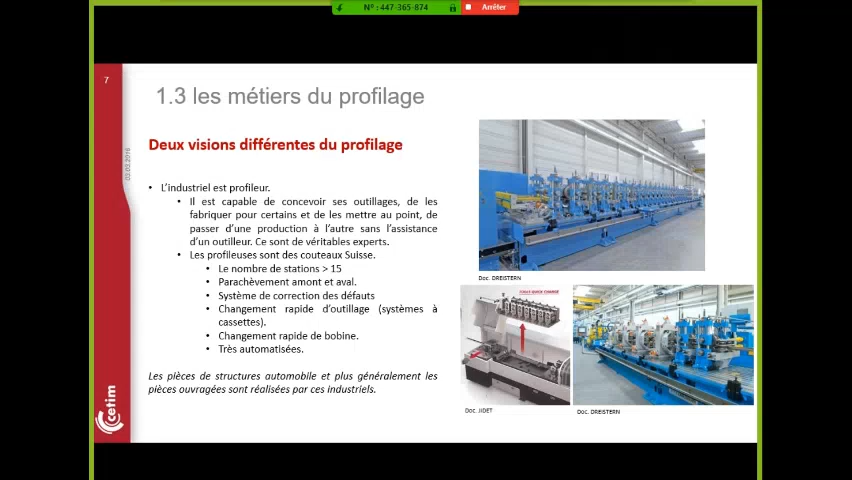 N° : 447-365-874
Arrêter
7
1.3 les métiers du profilage
09.03.2016
Deux visions différentes du profilage
• L'industriel est profileur.
• Il est capable de concevoir ses outillages, de les
fabriquer pour certains et de les mettre au point, de
passer d'une production à l'autre sans l'assistance
d'un outilleur. Ce sont de véritables experts.
• Les profileuses sont des couteaux Suisse.
• Le nombre de stations > 15
• Parachèvement amont et aval.
• Système de correction des défauts
• Changement rapide d'outillage (systèmes à
cassettes).
• Changement rapide de bobine.
• Très automatisées.
Les pièces de structures automobile et plus généralement les
pièces ouvragées sont réalisées par ces industriels.
Doc. DREISTERN
Doc. JIDET
Doc. DREISTERN
cetim